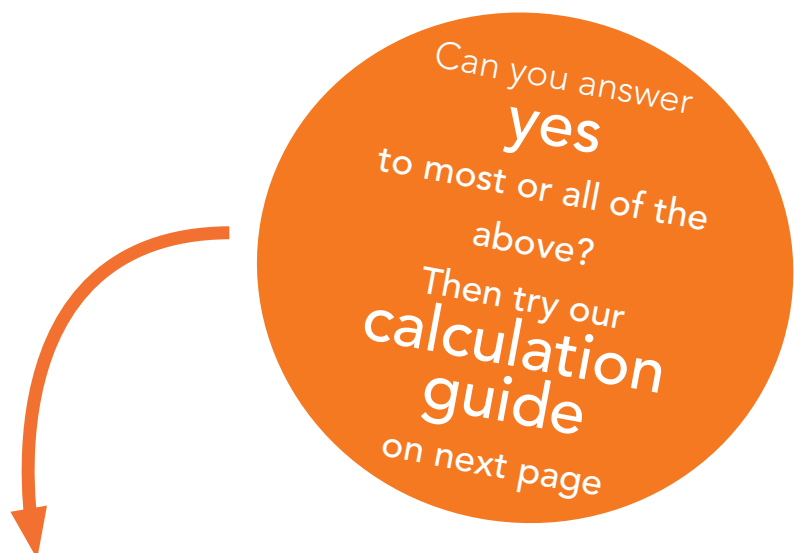 Can you answer
yes
to most or all of the
above?
Then try our
calculation
guide
on next page